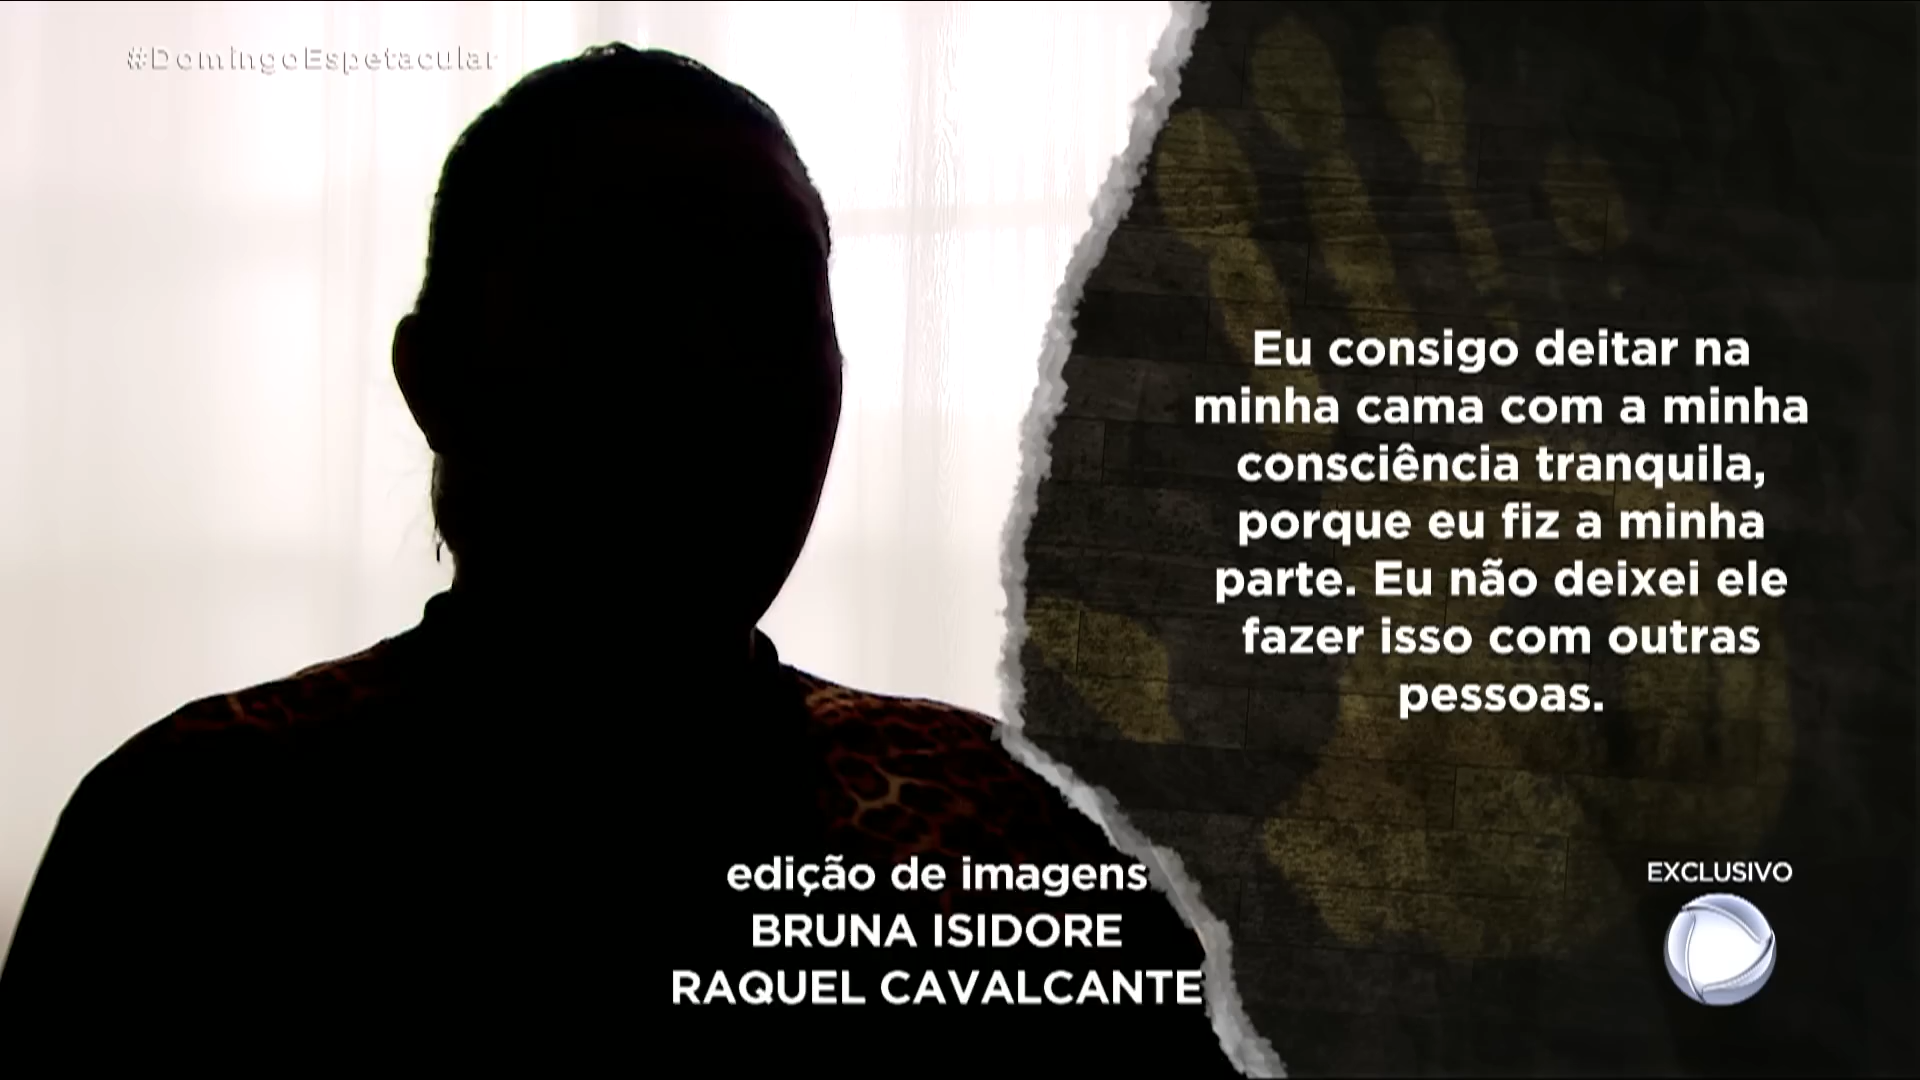 #DomingoEspetacular
Eu consigo deitar na
minha cama com a minha
consciência tranquila,
porque eu fiz a minha
parte. Eu não deixei ele
fazer isso com outras
pessoas.
edição de imagens
BRUNA ISIDORE
RAQUEL CAVALCANTE
EXCLUSIVO